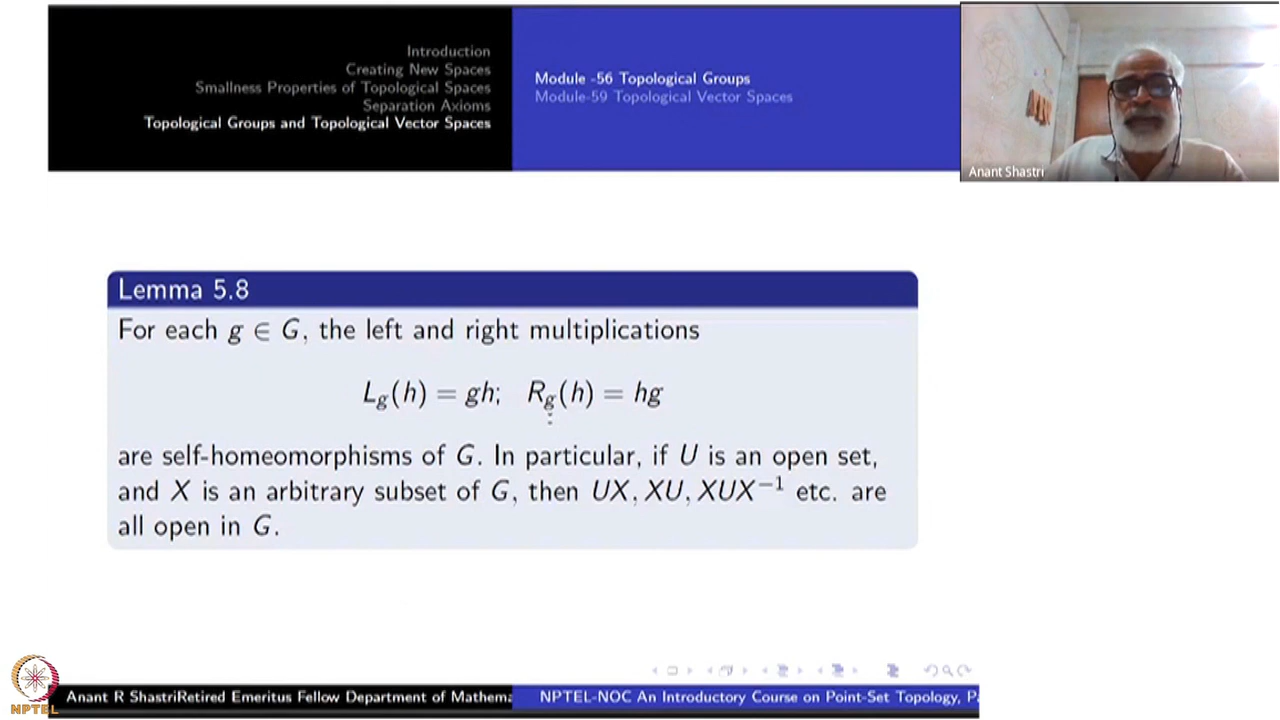 Introduction
Creating New Spaces
Smallness Properties of Topological Spaces
Separation Axioms
Topological Groups and Topological Vector Spaces
Module -56 Topological Groups
Module-59 Topological Vector Spaces
Anant Shastri
Lemma 5.8
For each g ∈ G, the left and right multiplications
L_g(h) = gh; R_g(h) = hg
are self-homeomorphisms of G. In particular, if U is an open set,
and X is an arbitrary subset of G, then UX, XU, XUX⁻¹ etc. are
all open in G.
NPTEL
Anant R ShastriRetired Emeritus Fellow Department of Mathema
NPTEL-NOC An Introductory Course on Point-Set Topology, Pa